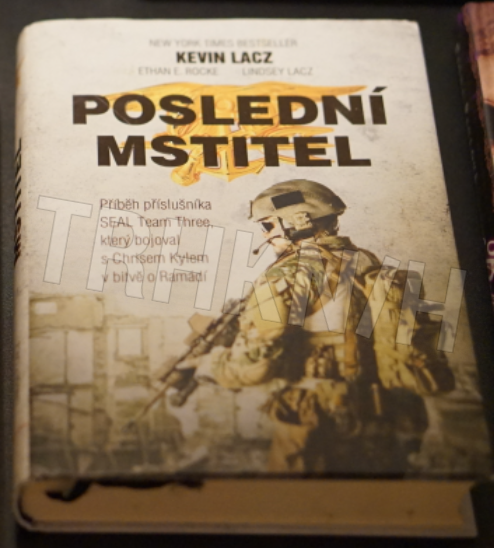 NEW YORK TIMES BESTSELLER
KEVIN LACZ
ETHAN E. ROCKE LINDSEY LACZ
POSLEDNÍ
MSTITEL
Příběh příslušníka
SEAL Team Three,
který bojoval
s Chrisem Kylem
v bitvě o Ramádí